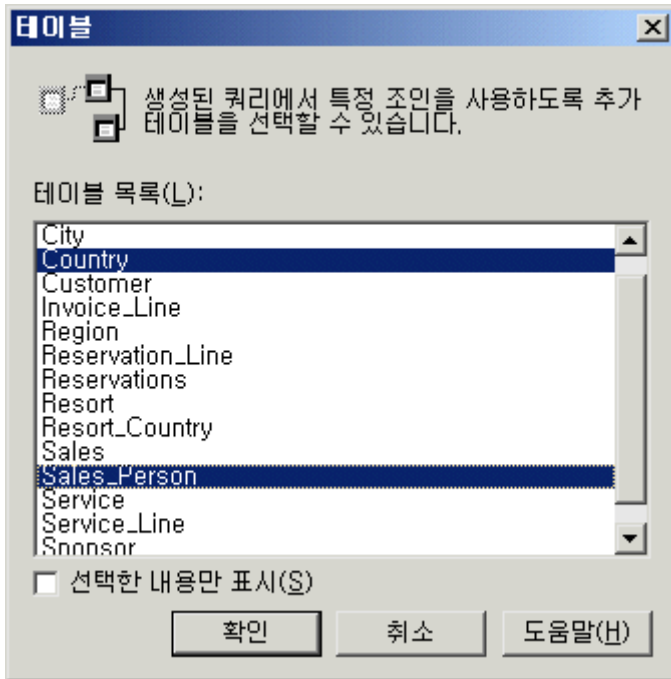 테이블
생성된 쿼리에서 특정 조인을 사용하도록 추가
테이블을 선택할 수 있습니다.
테이블 목록(L):
City
Country
Customer
Invoice_Line
Region
Reservation_Line
Reservations
Resort
Resort_Country
Sales
Sales_Person
Service
Service_Line
Sponsor
선택한 내용만 표시(S)
확인
취소
도움말(H)